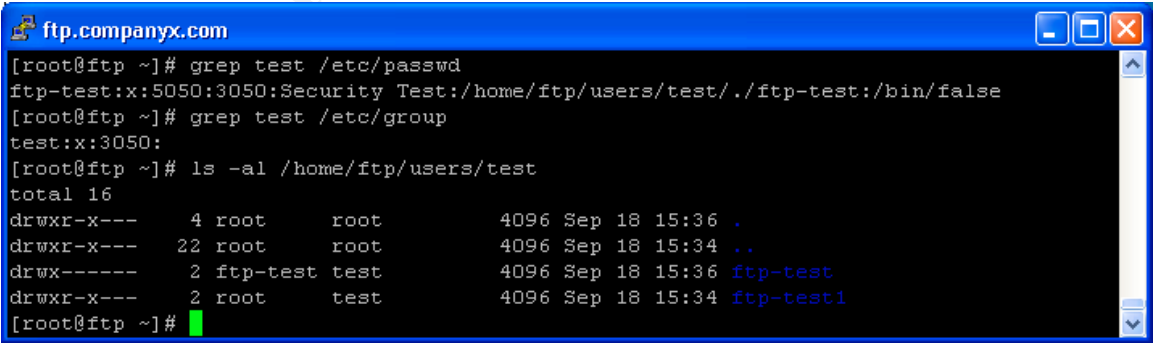 ftp.companyx.com
[root@ftp ~]# grep test /etc/passwd
ftp-test:x:5050:3050:Security Test:/home/ftp/users/test/./ftp-test:/bin/false
[root@ftp ~]# grep test /etc/group
test:x:3050:
[root@ftp ~]# ls -al /home/ftp/users/test
total 16
drwxr-x---    4 root     root         4096 Sep 18 15:36 .
drwxr-x---   22 root     root         4096 Sep 18 15:34 ..
drwx------    2 ftp-test test         4096 Sep 18 15:36 ftp-test
drwxr-x---    2 root     test         4096 Sep 18 15:34 ftp-test1
[root@ftp ~]#